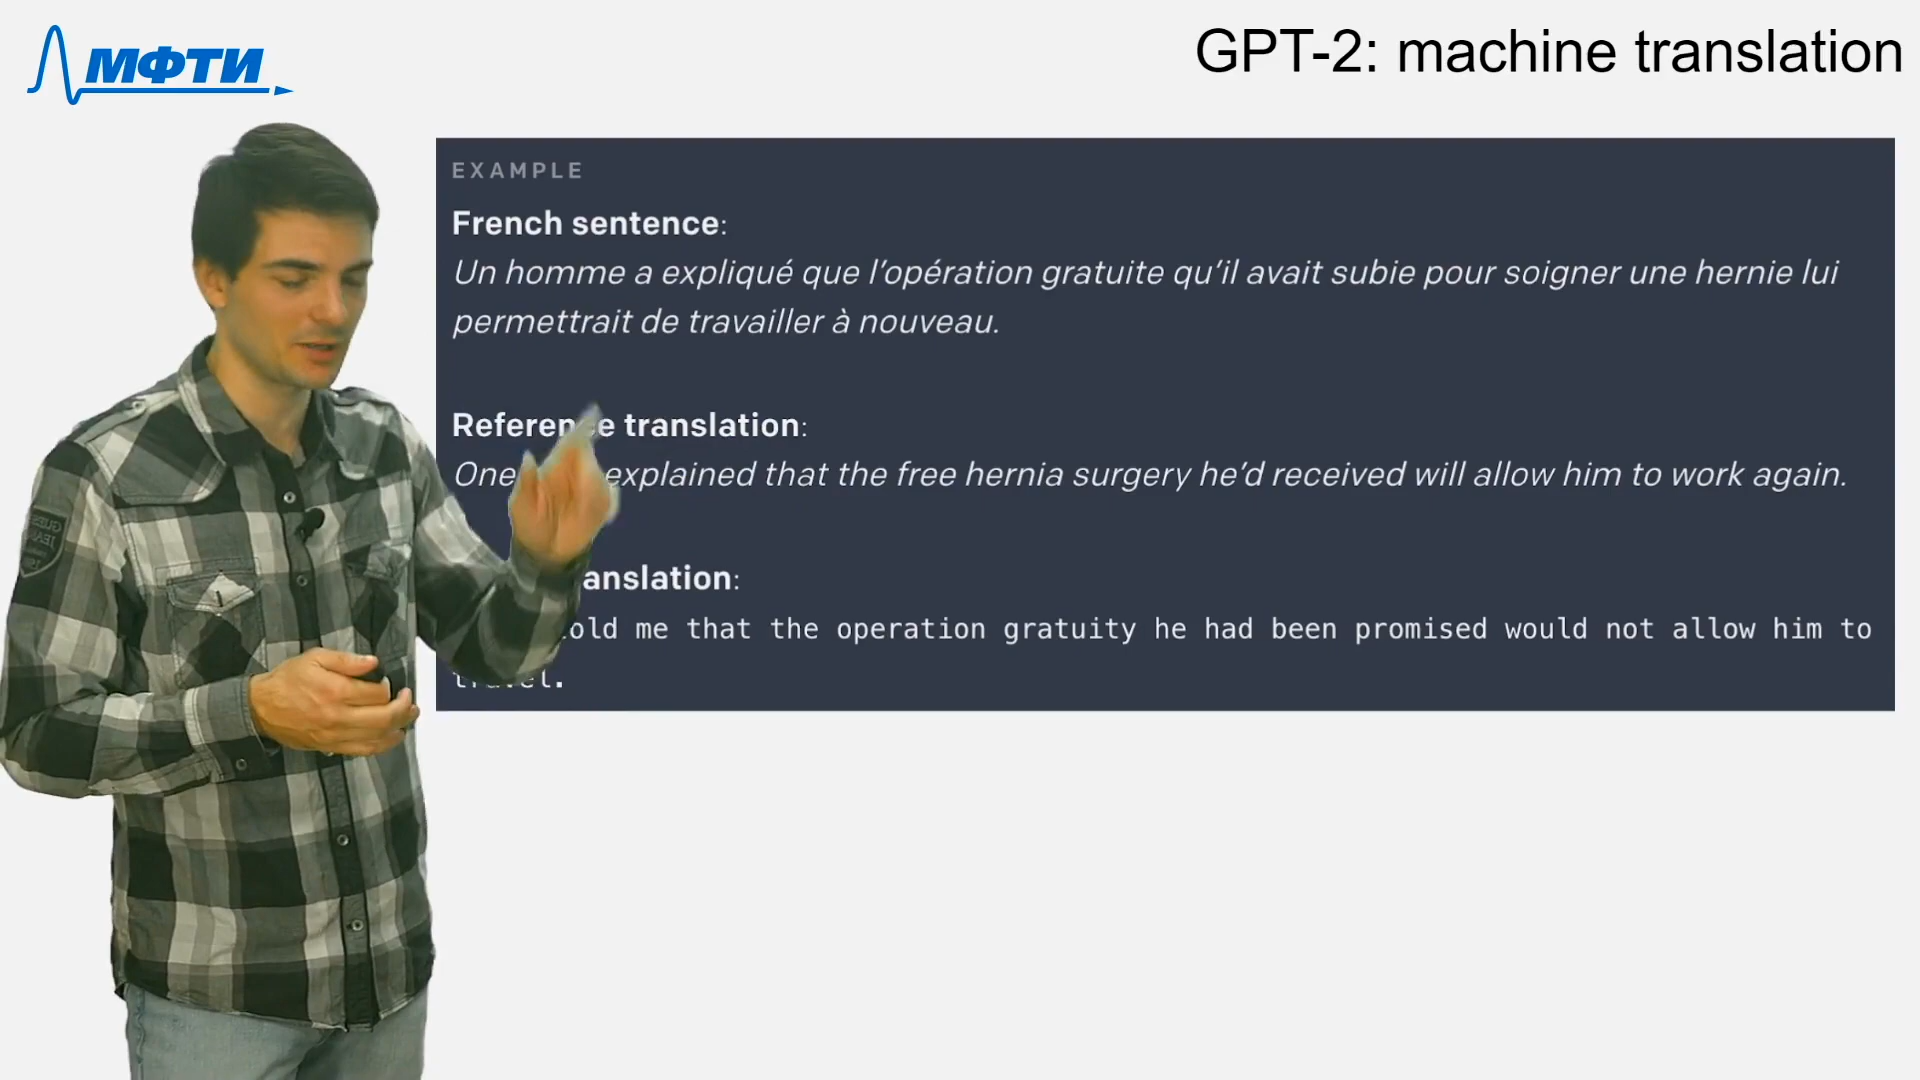 МФТИ
GPT-2: machine translation
EXAMPLE
French sentence:
Un homme a expliqué que l'opération gratuite qu'il avait subie pour soigner une hernie lui
permettrait de travailler à nouveau.
Reference translation:
One explained that the free hernia surgery he'd received will allow him to work again.
anslation:
old me that the operation gratuity he had been promised would not allow him to
travel.